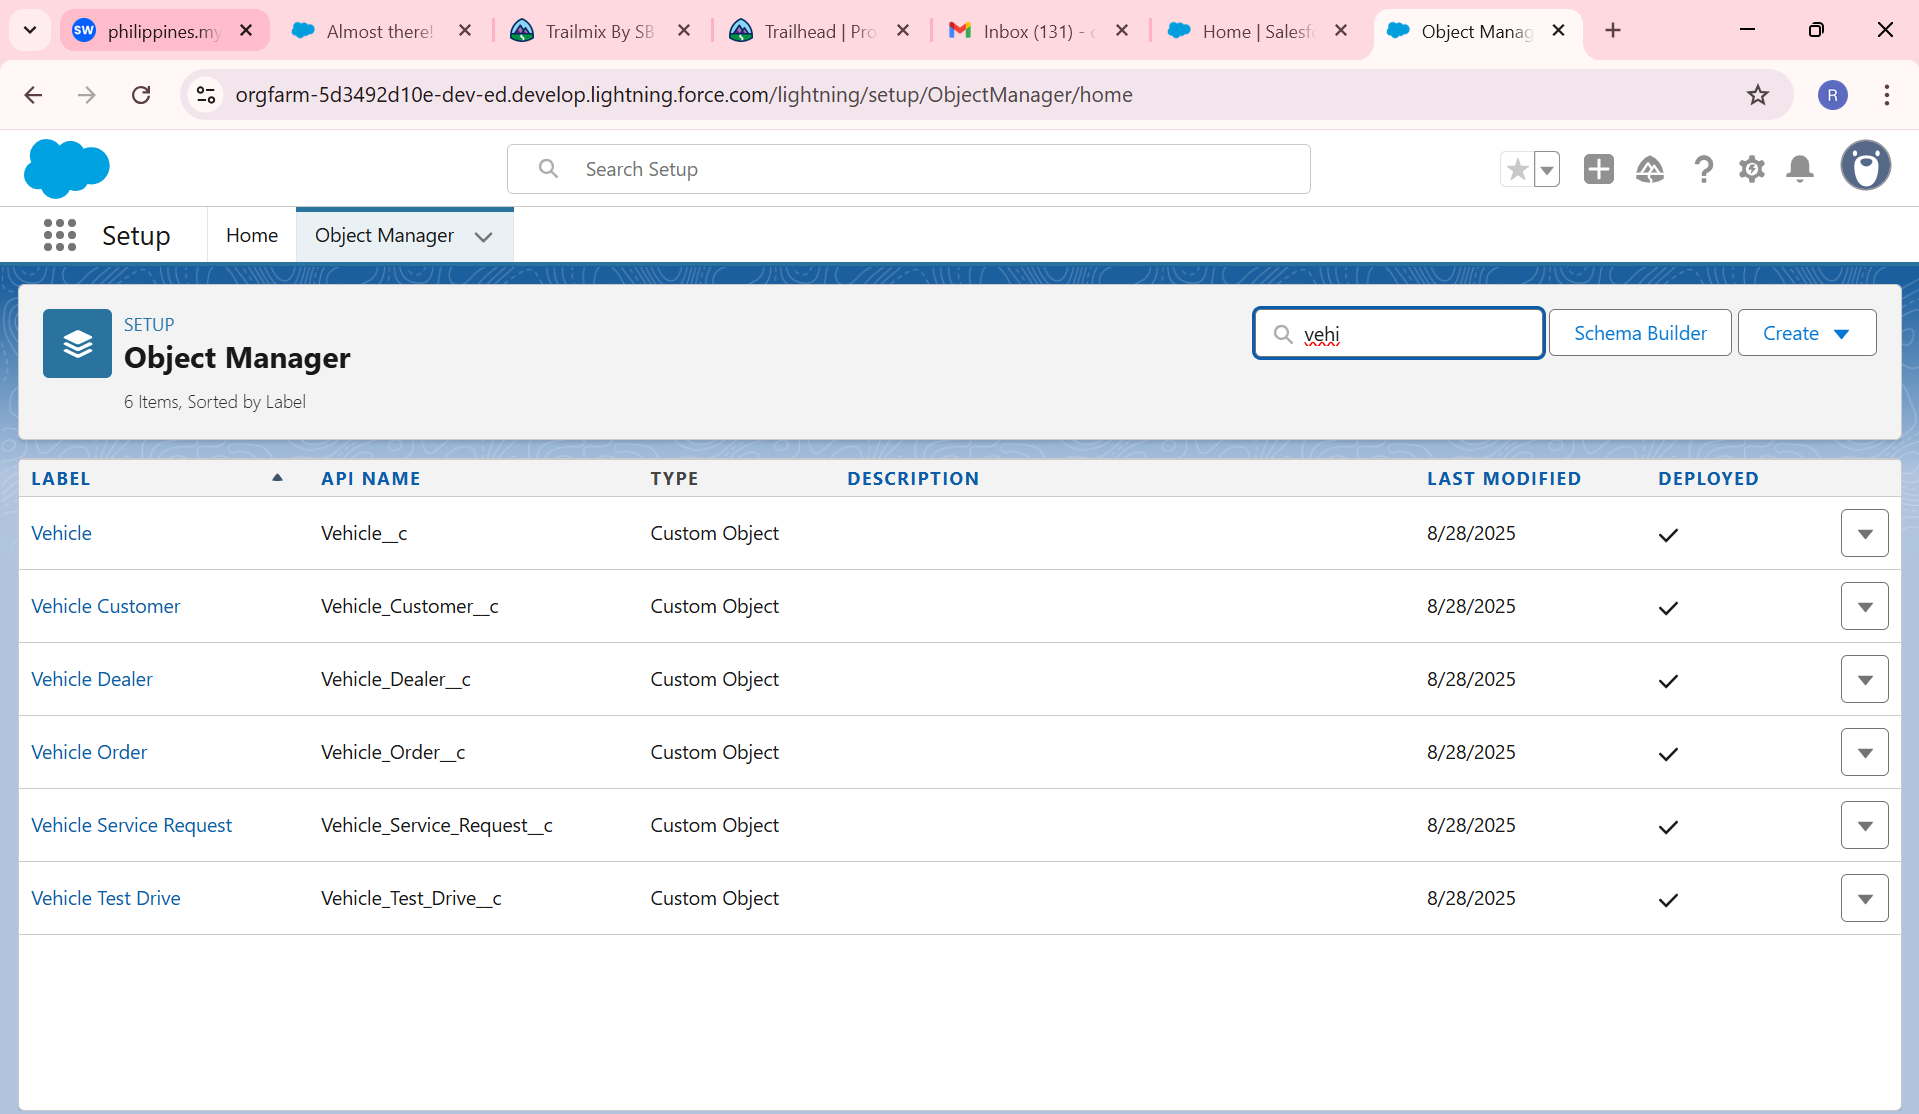 SW philippines.my Almost there! Trailmix By SB Trailhead | Pro Inbox (131) - Home | Salesf Object Manag
orgfarm-5d3492d10e-dev-ed.develop.lightning.force.com/lightning/setup/ObjectManager/home R
Search Setup
Setup Home Object Manager
SETUP
Object Manager
6 Items, Sorted by Label
vehi Schema Builder Create
LABEL API NAME TYPE DESCRIPTION LAST MODIFIED DEPLOYED
Vehicle Vehicle__c Custom Object 8/28/2025
Vehicle Customer Vehicle_Customer__c Custom Object 8/28/2025
Vehicle Dealer Vehicle_Dealer__c Custom Object 8/28/2025
Vehicle Order Vehicle_Order__c Custom Object 8/28/2025
Vehicle Service Request Vehicle_Service_Request__c Custom Object 8/28/2025
Vehicle Test Drive Vehicle_Test_Drive__c Custom Object 8/28/2025